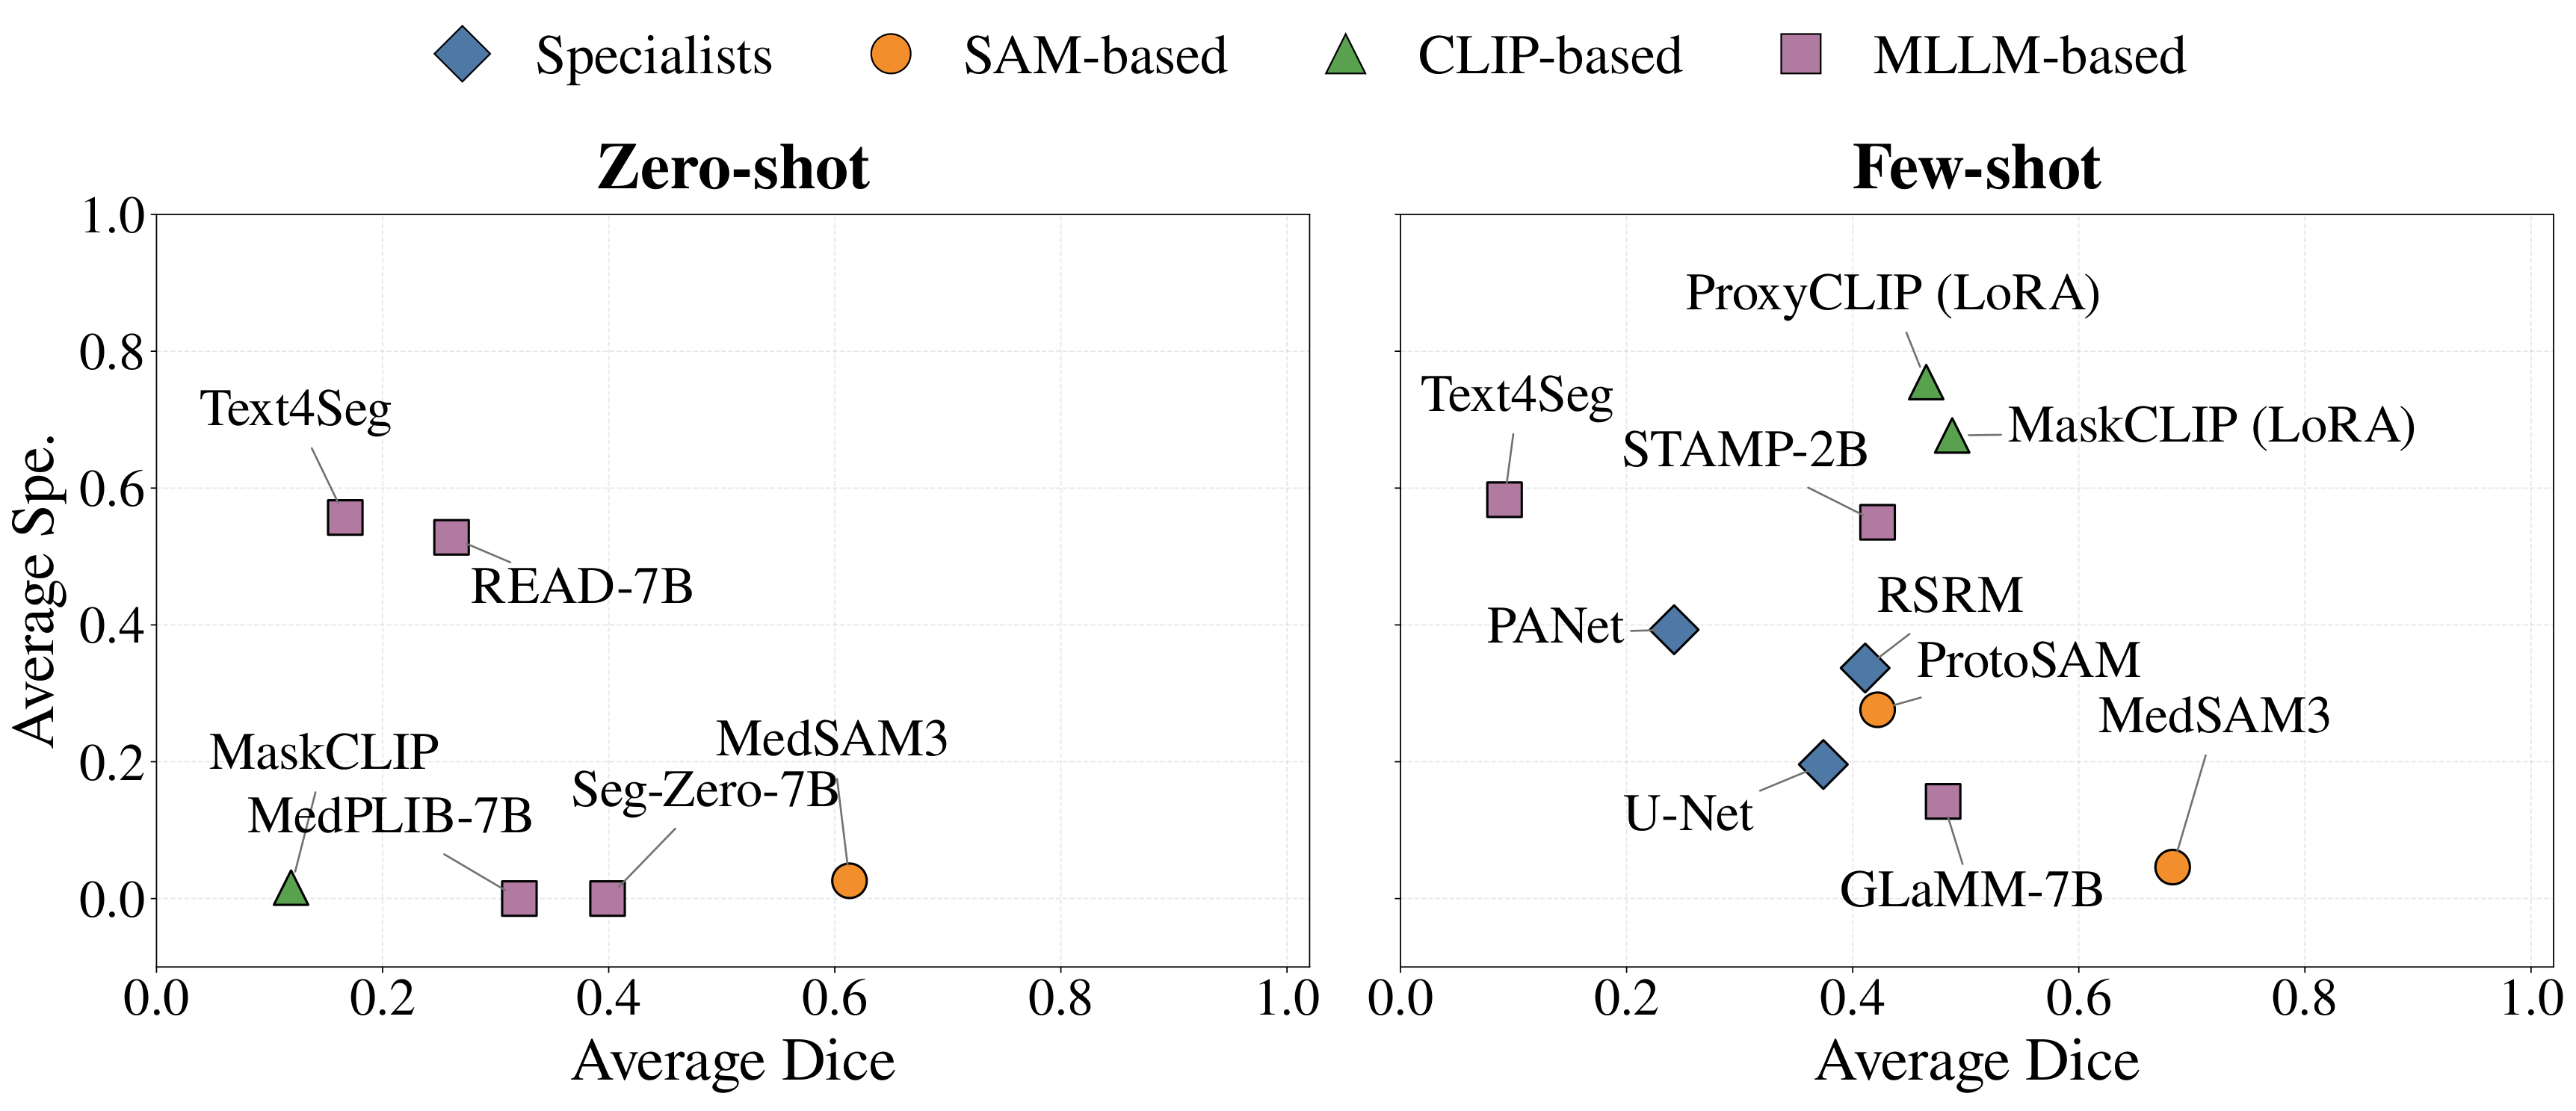 Specialists SAM-based CLIP-based MLLM-based
Zero-shot
Average Spe.
1.0
0.8
0.6
0.4
0.2
0.0
Text4Seg
READ-7B
MaskCLIP
MedPLIB-7B
Seg-Zero-7B
MedSAM3
0.0 0.2 0.4 0.6 0.8 1.0
Average Dice
Few-shot
ProxyCLIP (LoRA)
Text4Seg
MaskCLIP (LoRA)
STAMP-2B
RSRM
PANet
ProtoSAM
MedSAM3
U-Net
GLaMM-7B
0.0 0.2 0.4 0.6 0.8 1.0
Average Dice